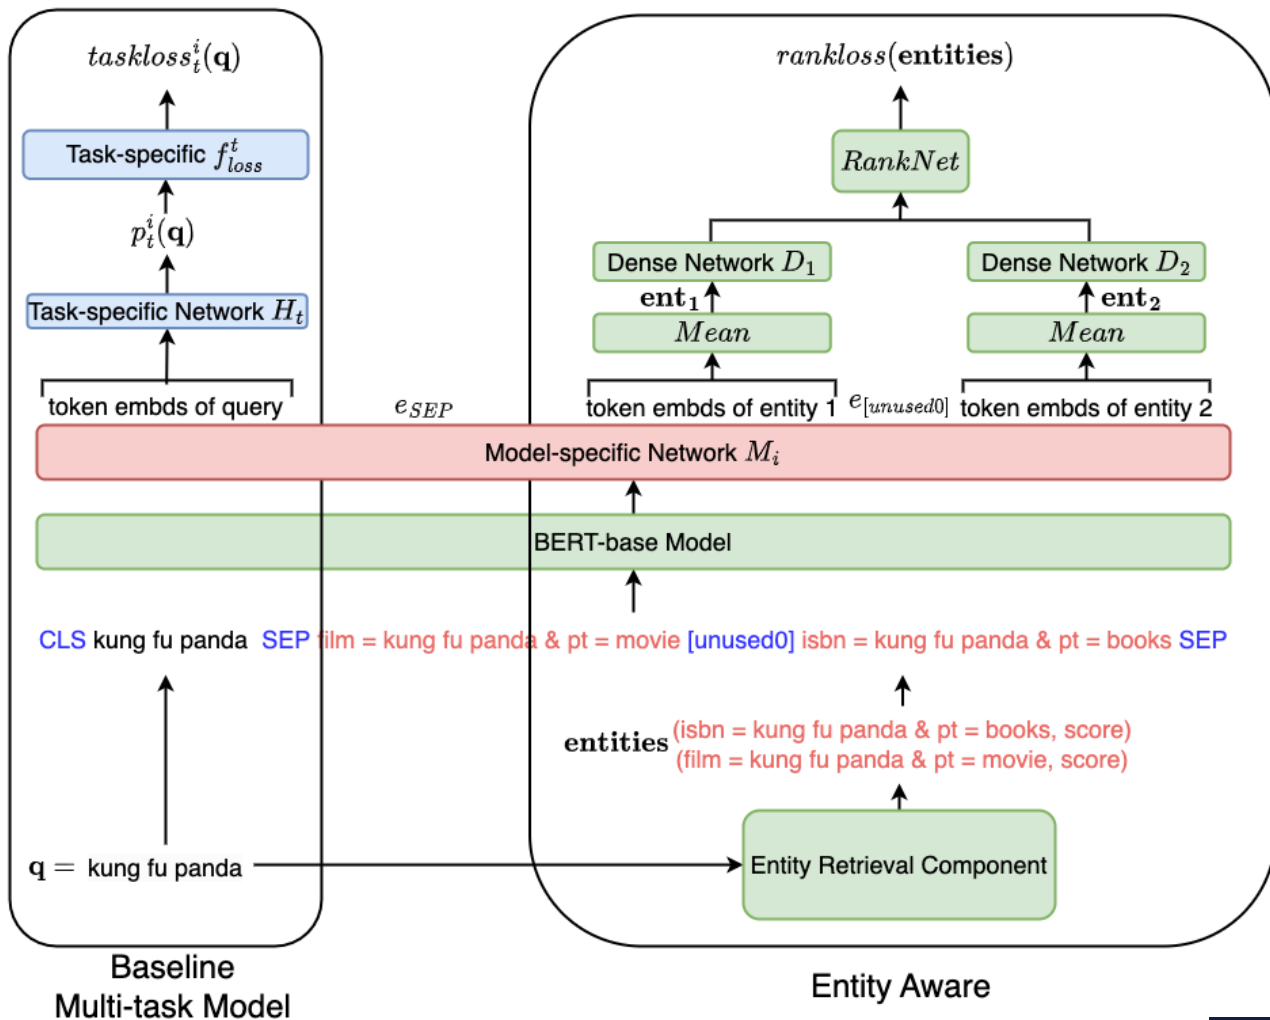 taskloss_t^i(q)
rankloss(entities)
Task-specific f_loss^t
RankNet
p_t^i(q)
Dense Network D_1
Dense Network D_2
ent_1
ent_2
Task-specific Network H_t
Mean
Mean
token embds of query
e_SEP
token embds of entity 1
e_[unused0]
token embds of entity 2
Model-specific Network M_i
BERT-base Model
CLS kung fu panda SEP film = kung fu panda & pt = movie [unused0] isbn = kung fu panda & pt = books SEP
entities
(isbn = kung fu panda & pt = books, score)
(film = kung fu panda & pt = movie, score)
q = kung fu panda
Entity Retrieval Component
Baseline
Multi-task Model
Entity Aware